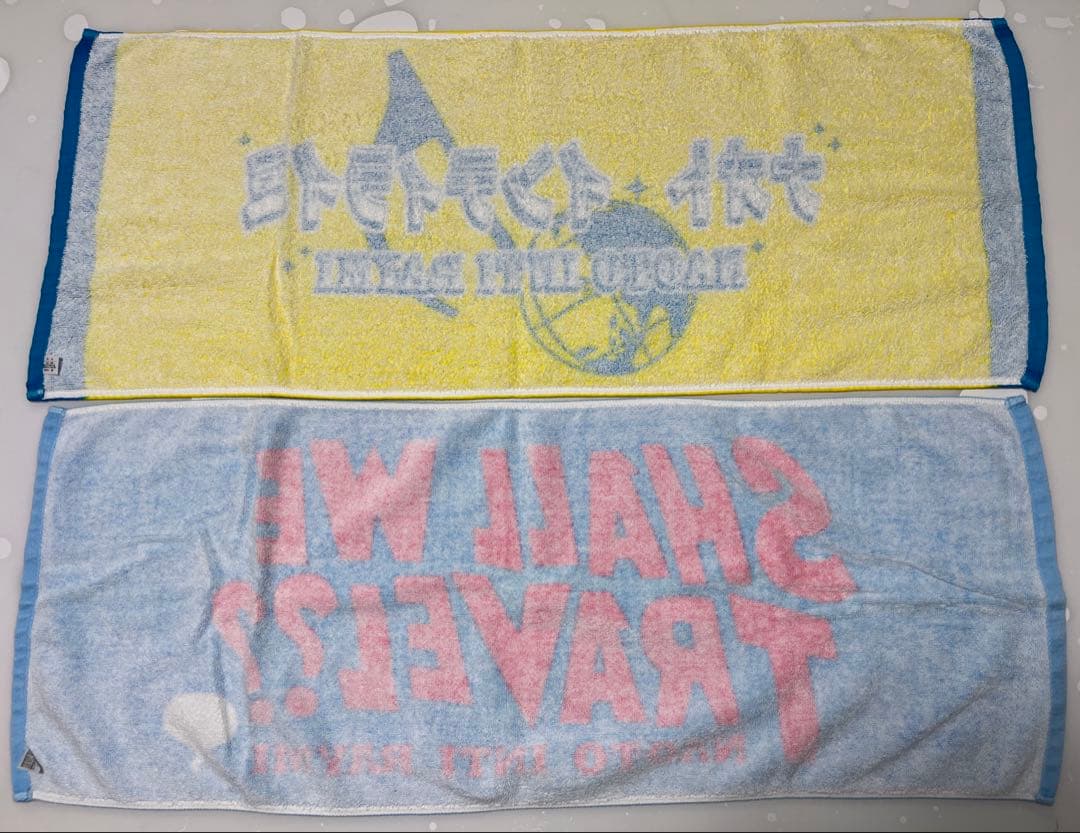 ナオト インティライミ
NAOTO INTI RAYMI
SHALL WE
TRAVEL??
NAOTO INTI RAYMI